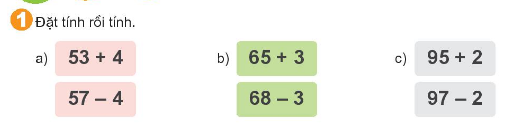 1 Đặt tính rồi tính.
a) 53 + 4 b) 65 + 3 c) 95 + 2
57 – 4 68 – 3 97 – 2